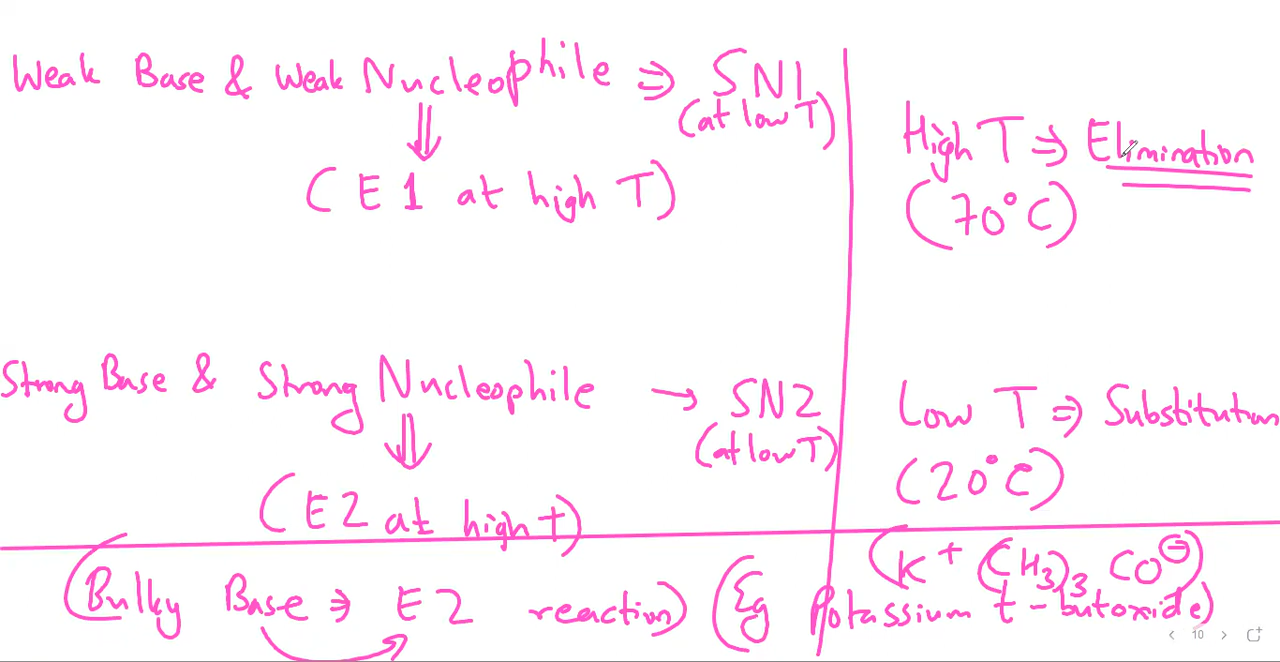 Weak Base & Weak Nucleophile ⇒ SN1
(at low T)
⇓
(E1 at high T)
High T ⇒ Elimination
(70°C)
Strong Base & Strong Nucleophile → SN2
(at low T)
⇓
(E2 at high t)
Low T ⇒ Substitution
(20°C)
(K+ (CH3)3 CO⊖)
(Bulky Base ⇒ E2 reaction) (Eg Potassium t-butoxide)
< 10 >